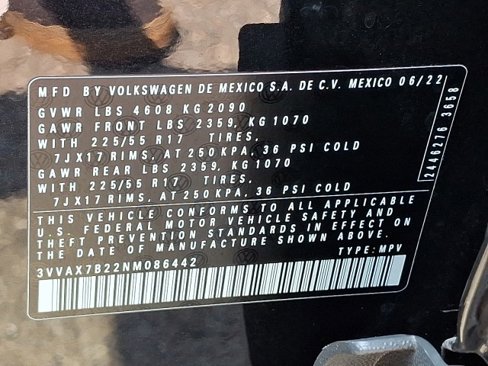 MFD BY VOLKSWAGEN DE MEXICO S.A. DE C.V. MEXICO 06/22
GVWR LBS 4608 KG 2090
GAWR FRONT LBS 2359, KG 1070
WITH 225/55 R17 TIRES,
7JX17 RIMS, AT 250 KPA, 36 PSI COLD
GAWR REAR LBS 2359, KG 1070
WITH 225/55 R17 TIRES,
7JX17 RIMS, AT 250 KPA, 36 PSI COLD
THIS VEHICLE CONFORMS TO ALL APPLICABLE
U.S. FEDERAL MOTOR VEHICLE SAFETY AND
THEFT PREVENTION STANDARDS IN EFFECT ON
THE DATE OF MANUFACTURE SHOWN ABOVE.
3VVAX7B22NM086442 TYPE: MPV
2446276 3658